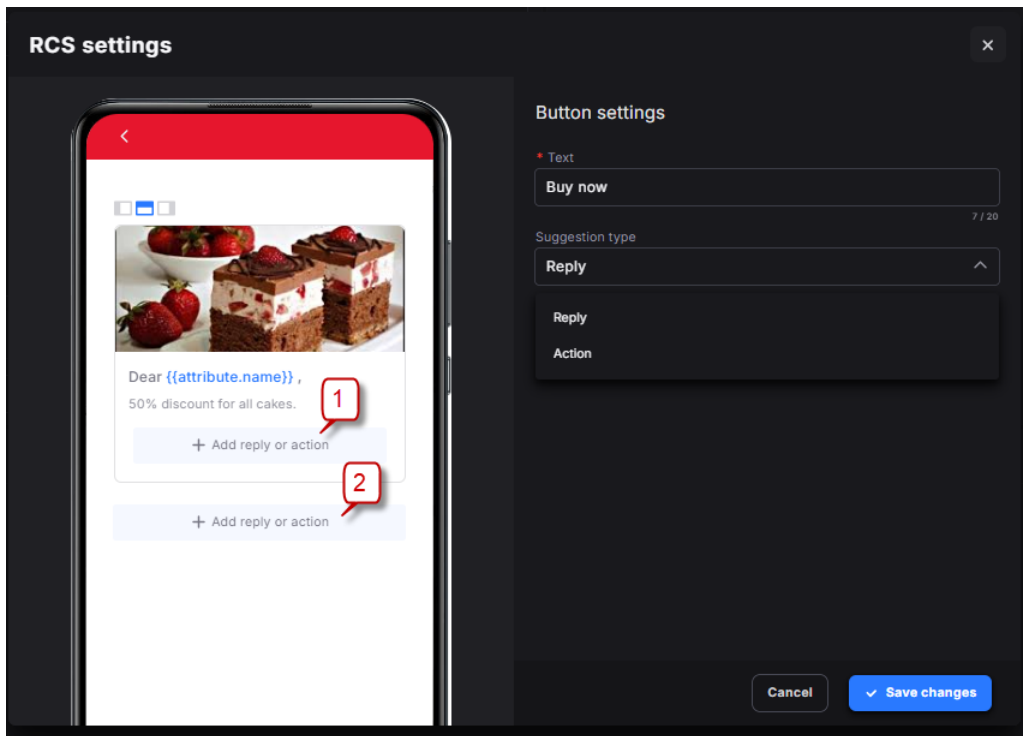 RCS settings
Dear {{attribute.name}} ,
50% discount for all cakes.
1
+ Add reply or action
2
+ Add reply or action
Button settings
* Text
Buy now
7 / 20
Suggestion type
Reply
Reply
Action
Cancel
Save changes